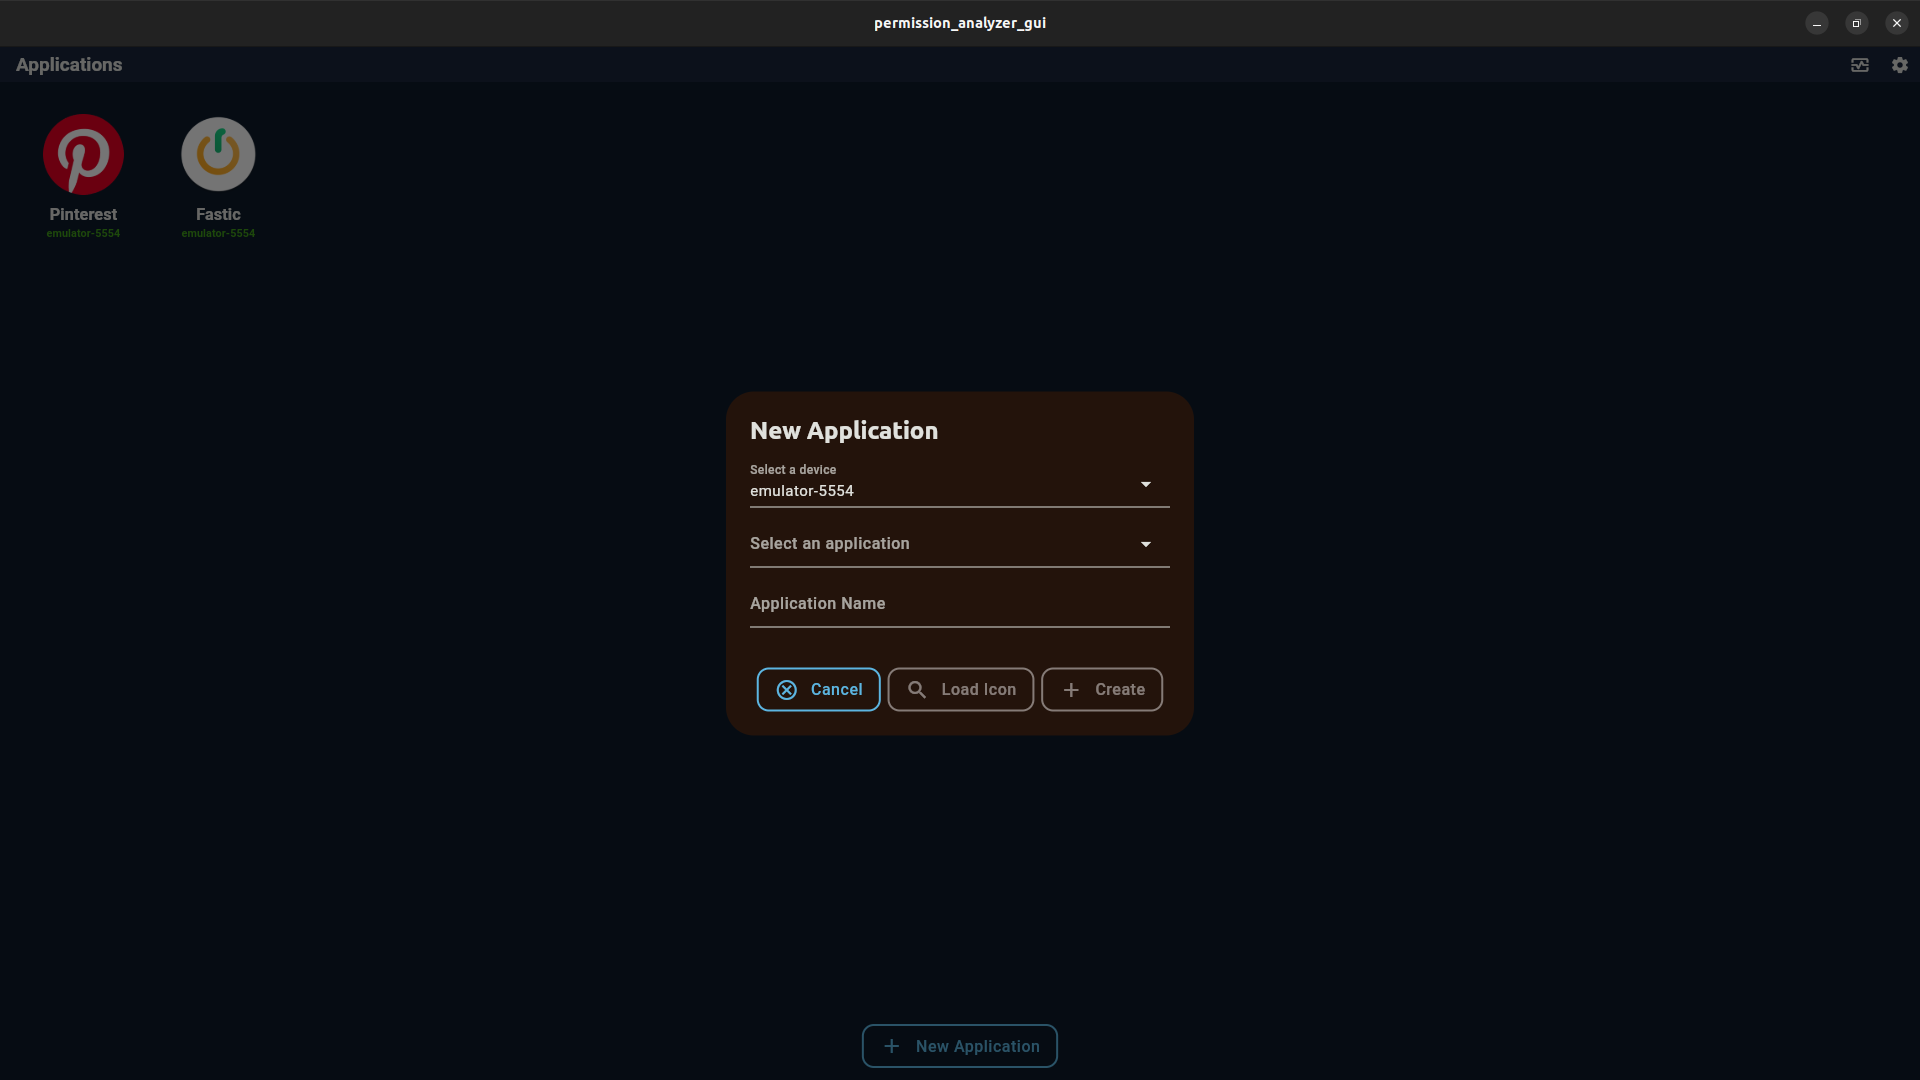 permission_analyzer_gui
Applications
Pinterest
emulator-5554
Fastic
emulator-5554
New Application
Select a device
emulator-5554
Select an application
Application Name
Cancel
Load Icon
Create
New Application